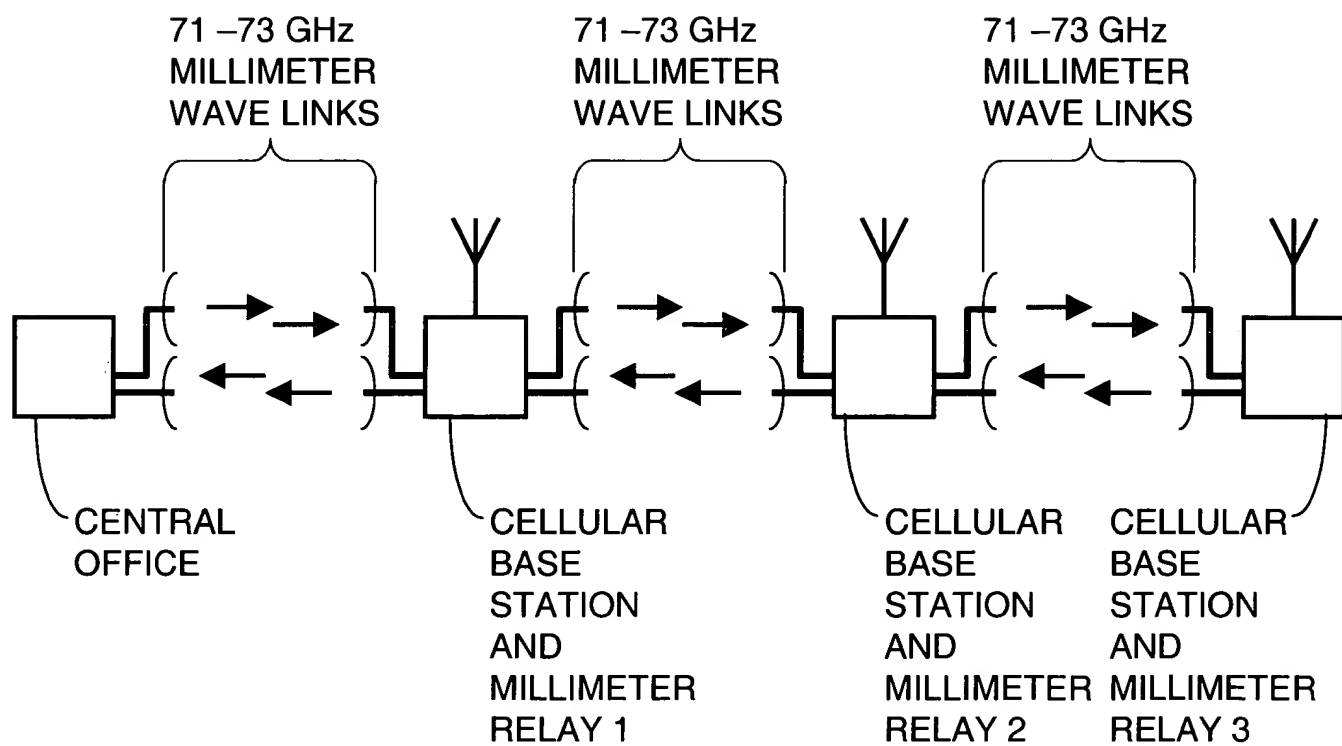 71 –73 GHz
MILLIMETER
WAVE LINKS
71 –73 GHz
MILLIMETER
WAVE LINKS
71 –73 GHz
MILLIMETER
WAVE LINKS
CENTRAL
OFFICE
CELLULAR
BASE
STATION
AND
MILLIMETER
RELAY 1
CELLULAR
BASE
STATION
AND
MILLIMETER
RELAY 2
CELLULAR
BASE
STATION
AND
MILLIMETER
RELAY 3